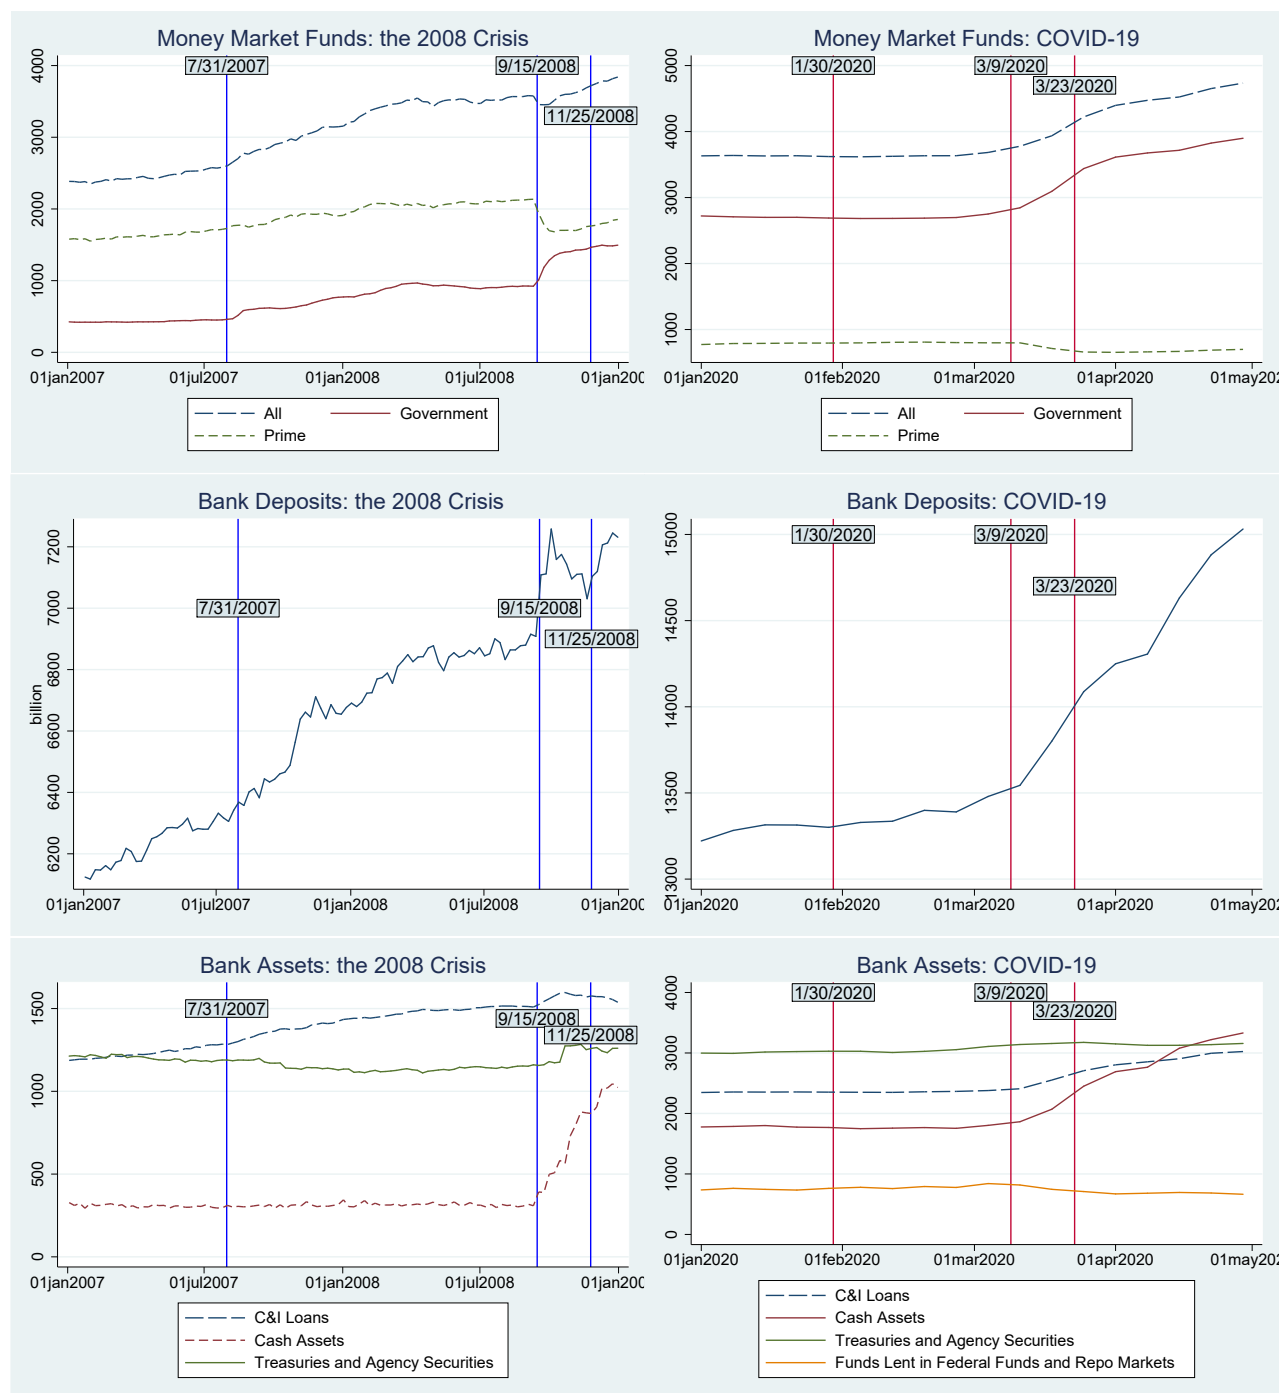 Money Market Funds: the 2008 Crisis
4000
3000
2000
1000
0
7/31/2007
9/15/2008
11/25/2008
01jan2007
01jul2007
01jan2008
01jul2008
01jan200
All
Government
Prime
Money Market Funds: COVID-19
5000
4000
3000
2000
1000
1/30/2020
3/9/2020
3/23/2020
01jan2020
01feb2020
01mar2020
01apr2020
01may202
All
Government
Prime
Bank Deposits: the 2008 Crisis
billion
7200
7000
6800
6600
6400
6200
7/31/2007
9/15/2008
11/25/2008
01jan2007
01jul2007
01jan2008
01jul2008
01jan200
Bank Deposits: COVID-19
15000
14500
14000
13500
13000
1/30/2020
3/9/2020
3/23/2020
01jan2020
01feb2020
01mar2020
01apr2020
01may202
Bank Assets: the 2008 Crisis
1500
1000
500
0
7/31/2007
9/15/2008
11/25/2008
01jan2007
01jul2007
01jan2008
01jul2008
01jan200
C&I Loans
Cash Assets
Treasuries and Agency Securities
Bank Assets: COVID-19
4000
3000
2000
1000
0
1/30/2020
3/9/2020
3/23/2020
01jan2020
01feb2020
01mar2020
01apr2020
01may202
C&I Loans
Cash Assets
Treasuries and Agency Securities
Funds Lent in Federal Funds and Repo Markets